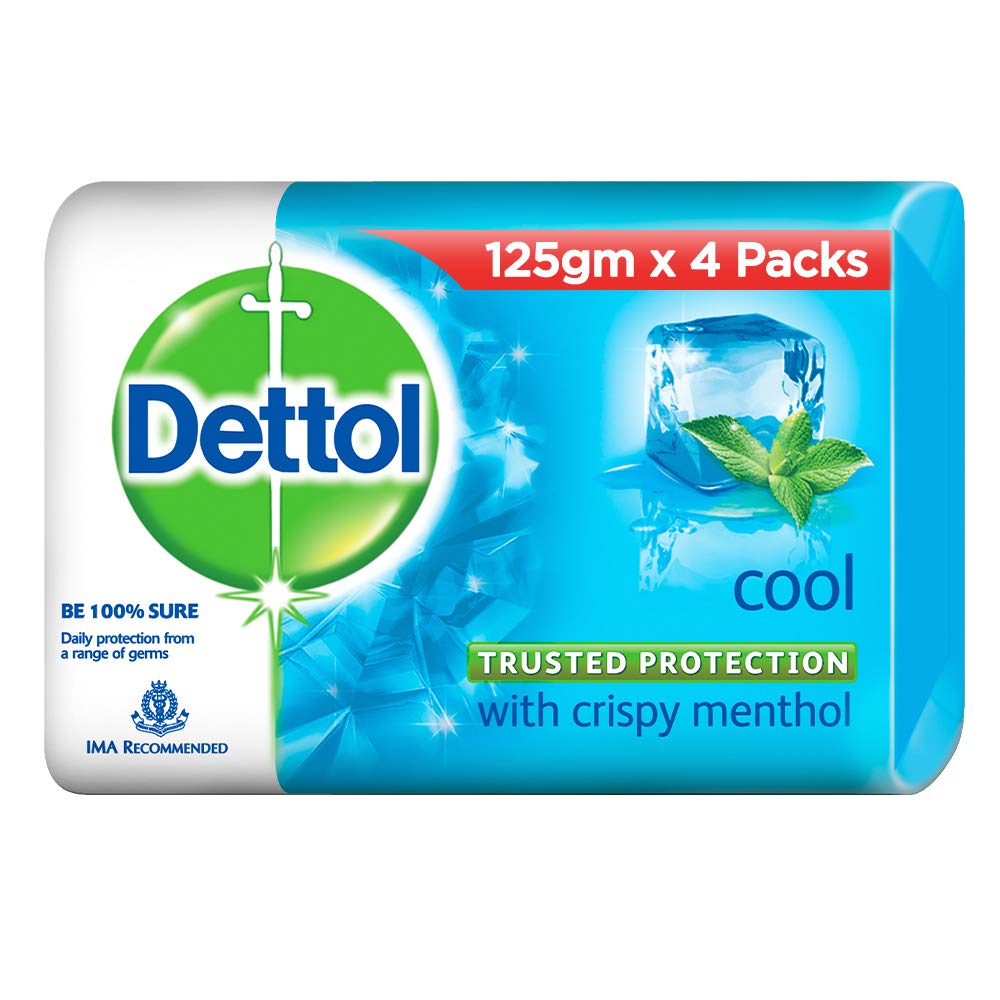 125gm x 4 Packs
Dettol
cool
BE 100% SURE
Daily protection from
a range of germs
TRUSTED PROTECTION
with crispy menthol
IMA RECOMMENDED